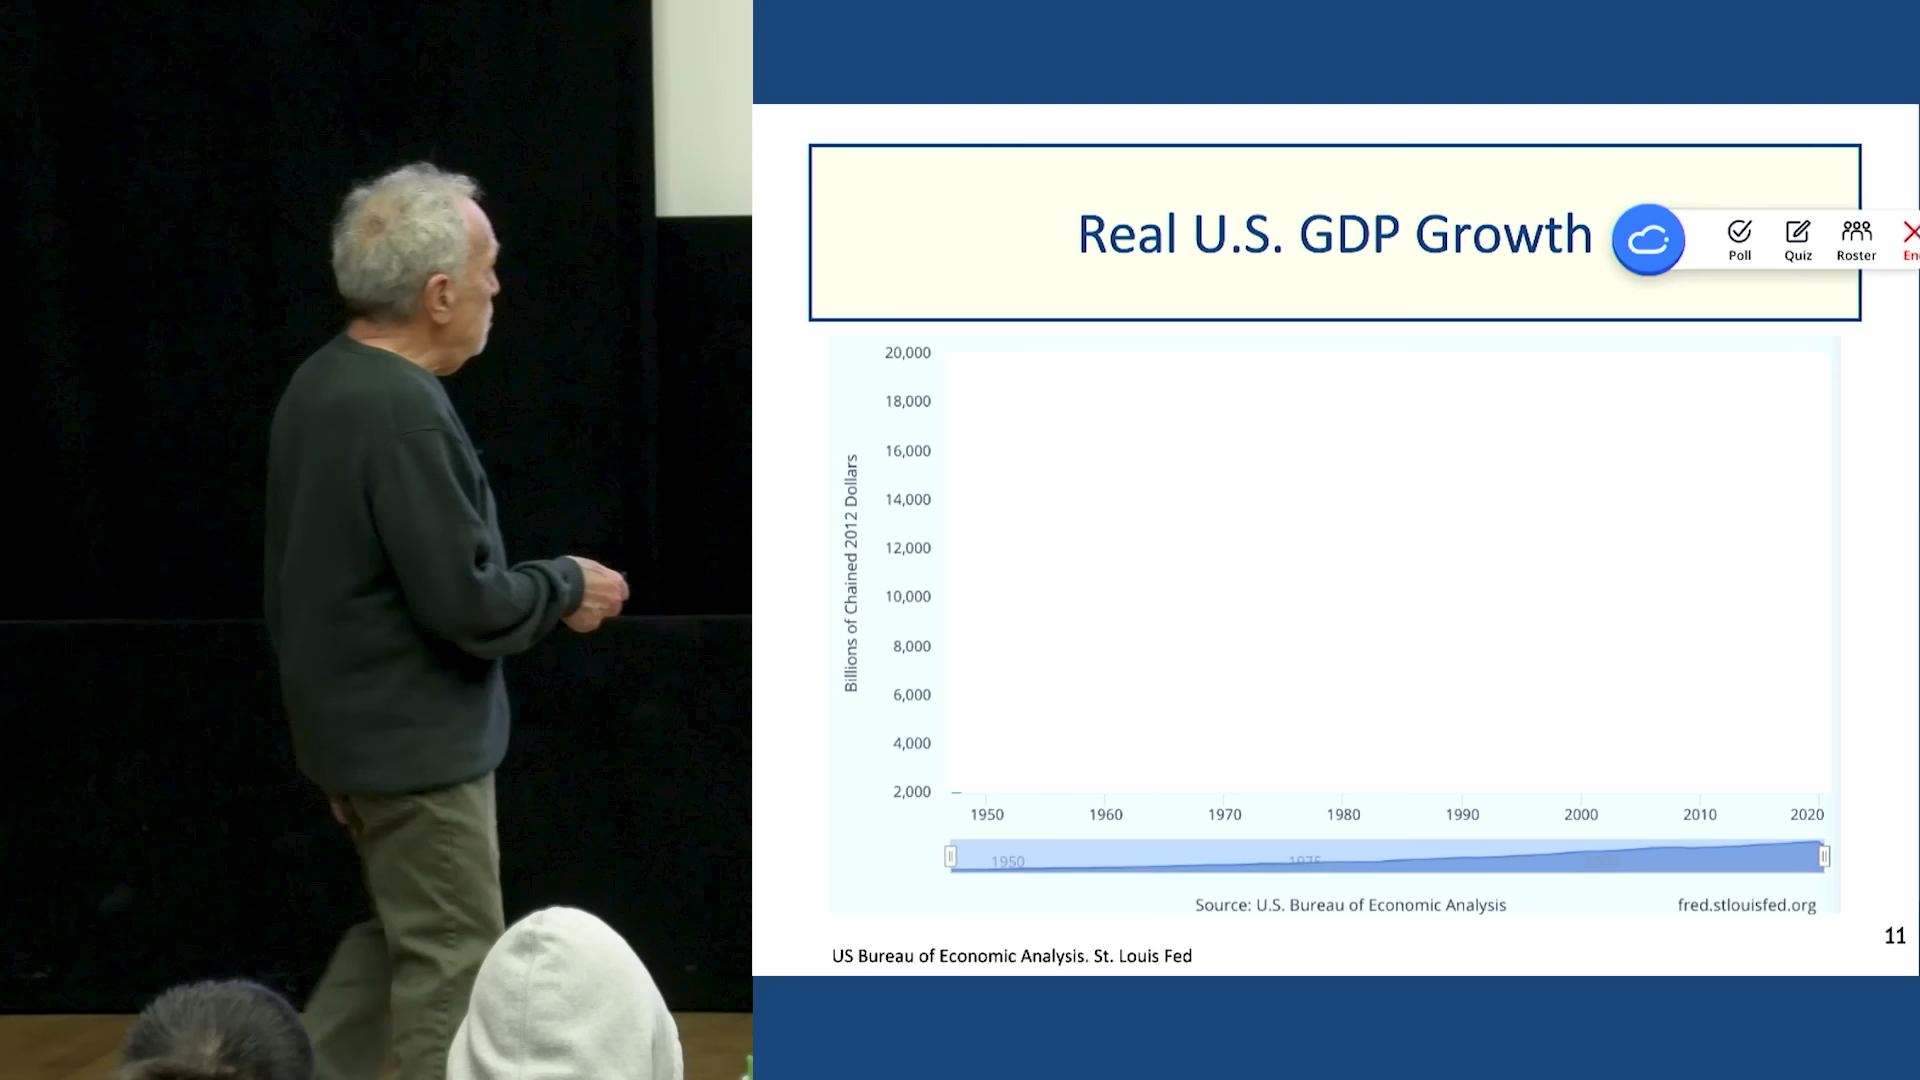 Real U.S. GDP Growth
Poll
Quiz
Roster
20,000
18,000
16,000
14,000
12,000
10,000
8,000
6,000
4,000
2,000
Billions of Chained 2012 Dollars
1950
1960
1970
1980
1990
2000
2010
2020
1950
1975
Source: U.S. Bureau of Economic Analysis
fred.stlouisfed.org
11
US Bureau of Economic Analysis. St. Louis Fed